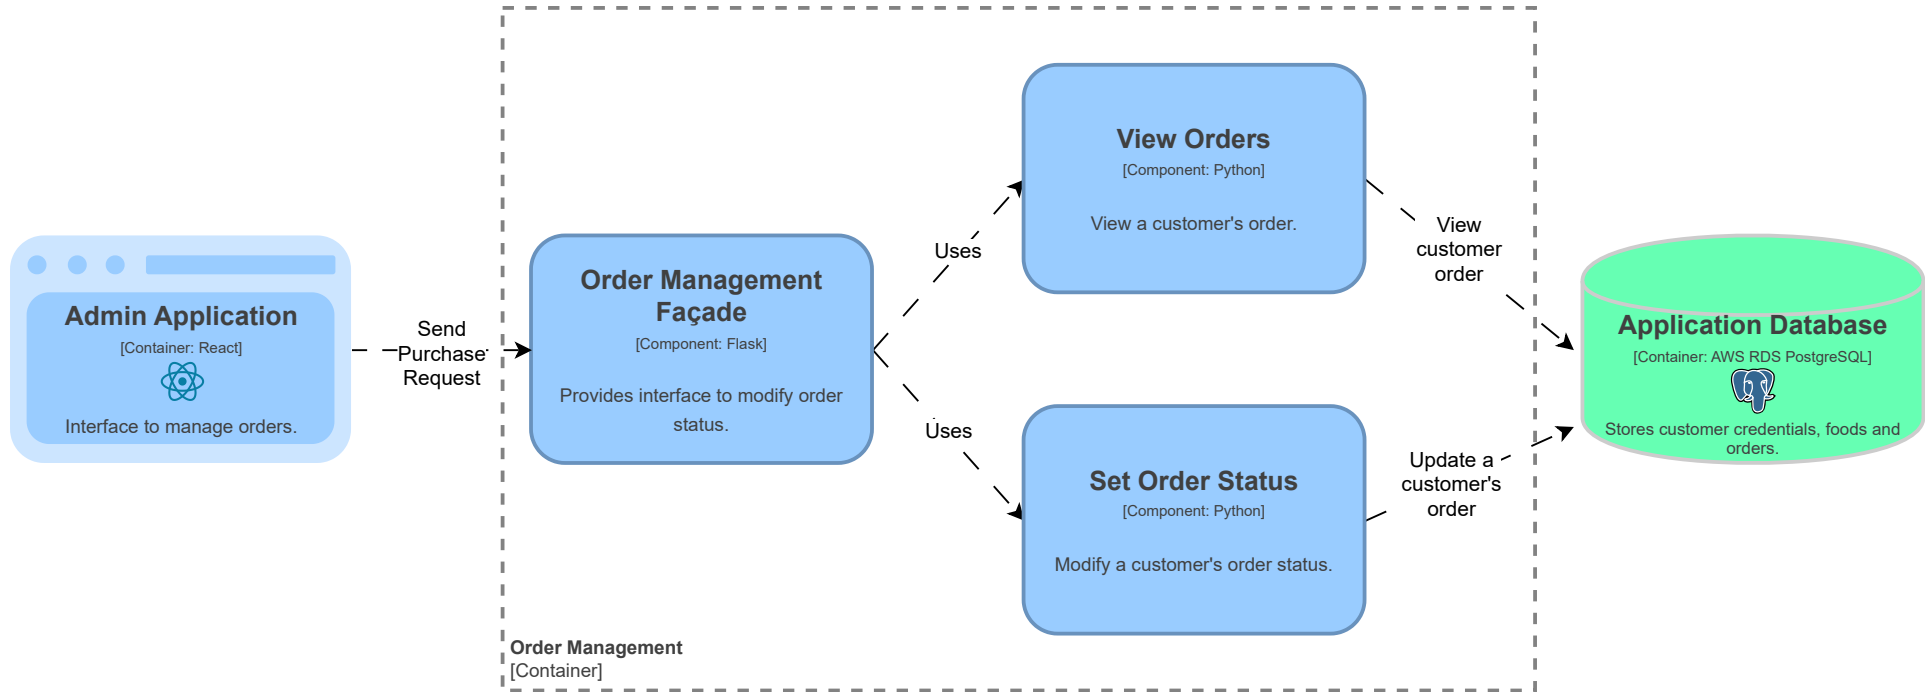 Admin Application
[Container: React]
Interface to manage orders.
Send
Purchase
Request
Order Management
Façade
[Component: Flask]
Provides interface to modify order
status.
Uses
Uses
View Orders
[Component: Python]
View a customer's order.
Set Order Status
[Component: Python]
Modify a customer's order status.
View
customer
order
Update a
customer's
order
Application Database
[Container: AWS RDS PostgreSQL]
Stores customer credentials, foods and
orders.
Order Management
[Container]